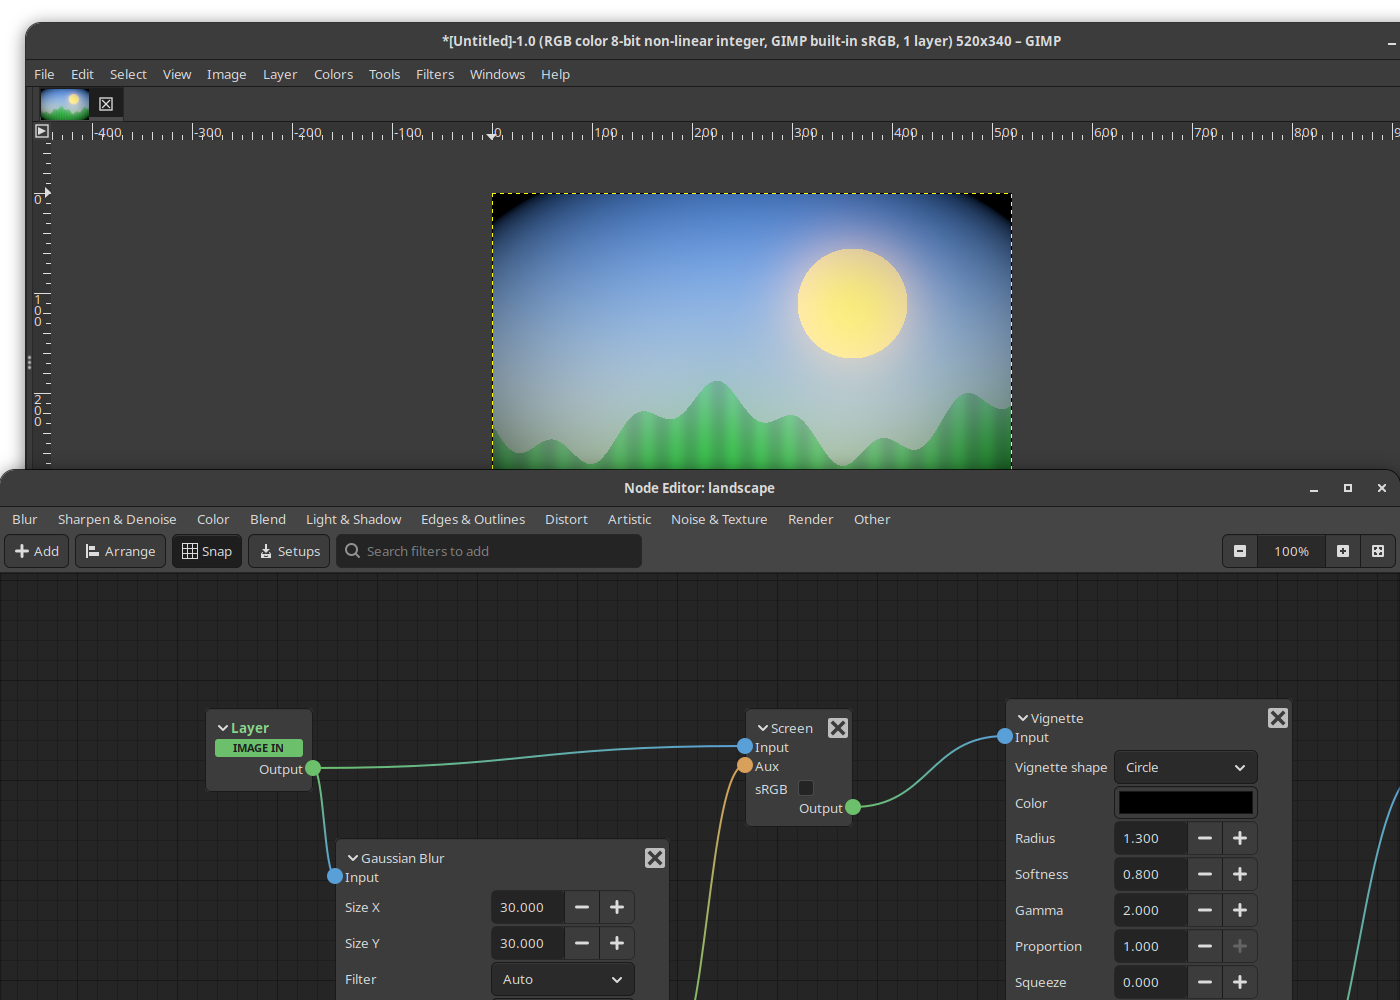 *[Untitled]-1.0 (RGB color 8-bit non-linear integer, GIMP built-in sRGB, 1 layer) 520x340 – GIMP
File Edit Select View Image Layer Colors Tools Filters Windows Help
-400 -300 -200 -100 0 100 200 300 400 500 600 700 800 9
0
100
200
Node Editor: landscape
Blur Sharpen & Denoise Color Blend Light & Shadow Edges & Outlines Distort Artistic Noise & Texture Render Other
Add Arrange Snap Setups Search filters to add 100%
Layer
IMAGE IN
Output
Gaussian Blur
Input
Size X 30.000
Size Y 30.000
Filter Auto
Screen
Input
Aux
sRGB
Output
Vignette
Input
Vignette shape Circle
Color
Radius 1.300
Softness 0.800
Gamma 2.000
Proportion 1.000
Squeeze 0.000